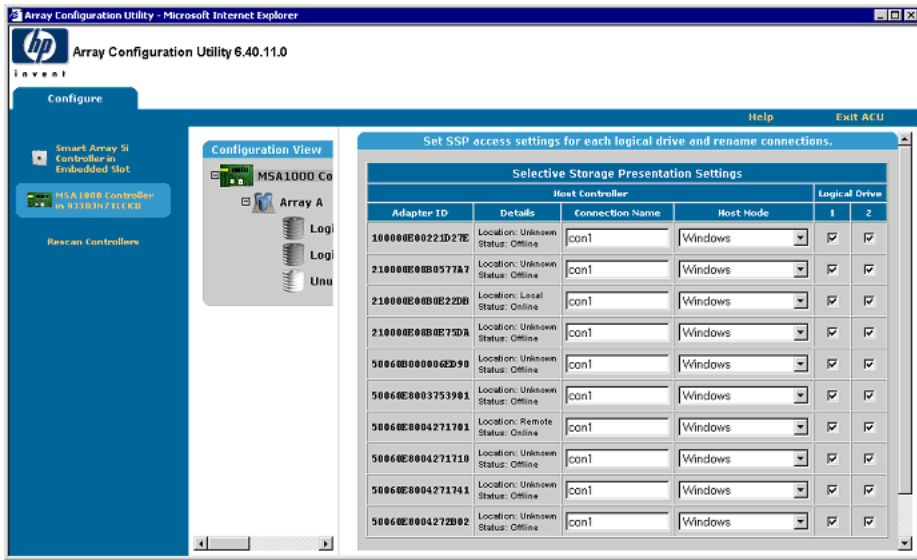 Array Configuration Utility - Microsoft Internet Explorer
hp
invent
Array Configuration Utility 6.40.11.0
Configure
Help
Exit ACU
Smart Array 5i
Controller in
Embedded Slot
MSA1000 Controller
Rescan Controllers
Configuration View
MSA1000 Co
Array A
Logi
Logi
Unu
Set SSP access settings for each logical drive and rename connections.
Selective Storage Presentation Settings
Host Controller
Logical Drive
Adapter ID
Details
Connection Name
Host Mode
1
2
100000E00221D27E
Location: Unknown
Status: Offline
con1
Windows
210000E08B0577A7
Location: Unknown
Status: Offline
con1
Windows
210000E08B0E22DB
Location: Local
Status: Online
con1
Windows
210000E08B0E75DA
Location: Unknown
Status: Offline
con1
Windows
50060B000006ED90
Location: Unknown
Status: Offline
con1
Windows
50060E8003753901
Location: Unknown
Status: Offline
con1
Windows
50060E8004271701
Location: Remote
Status: Online
con1
Windows
50060E8004271710
Location: Unknown
Status: Offline
con1
Windows
50060E8004271741
Location: Unknown
Status: Offline
con1
Windows
50060E8004272B02
Location: Unknown
Status: Offline
con1
Windows